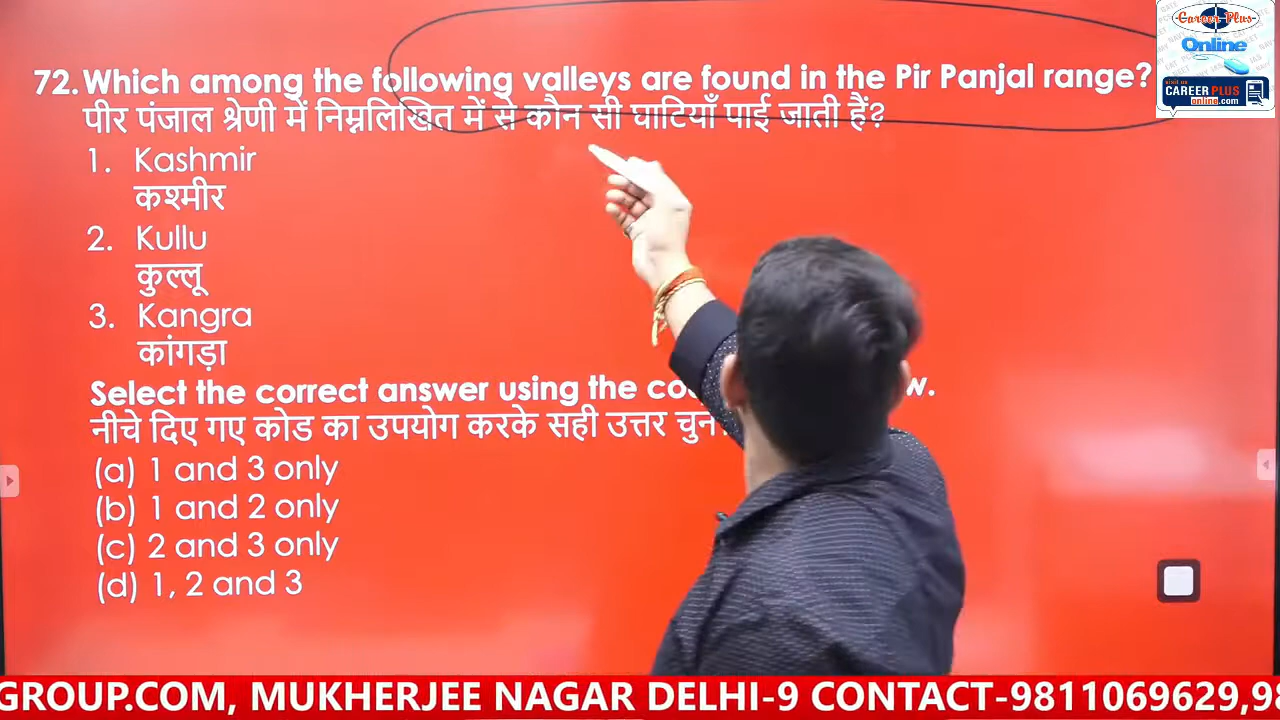 72. Which among the following valleys are found in the Pir Panjal range?
पीर पंजाल श्रेणी में निम्नलिखित में से कौन सी घाटियाँ पाई जाती हैं?
1. Kashmir
कश्मीर
2. Kullu
कुल्लू
3. Kangra
कांगड़ा
Select the correct answer using the
नीचे दिए गए कोड का उपयोग करके सही उत्तर
(a) 1 and 3 only
(b) 1 and 2 only
(c) 2 and 3 only
(d) 1, 2 and 3
Career Plus
Online
visit us
CAREER PLUS
online.com
GROUP.COM, MUKHERJEE NAGAR DELHI-9 CONTACT-9811069629,